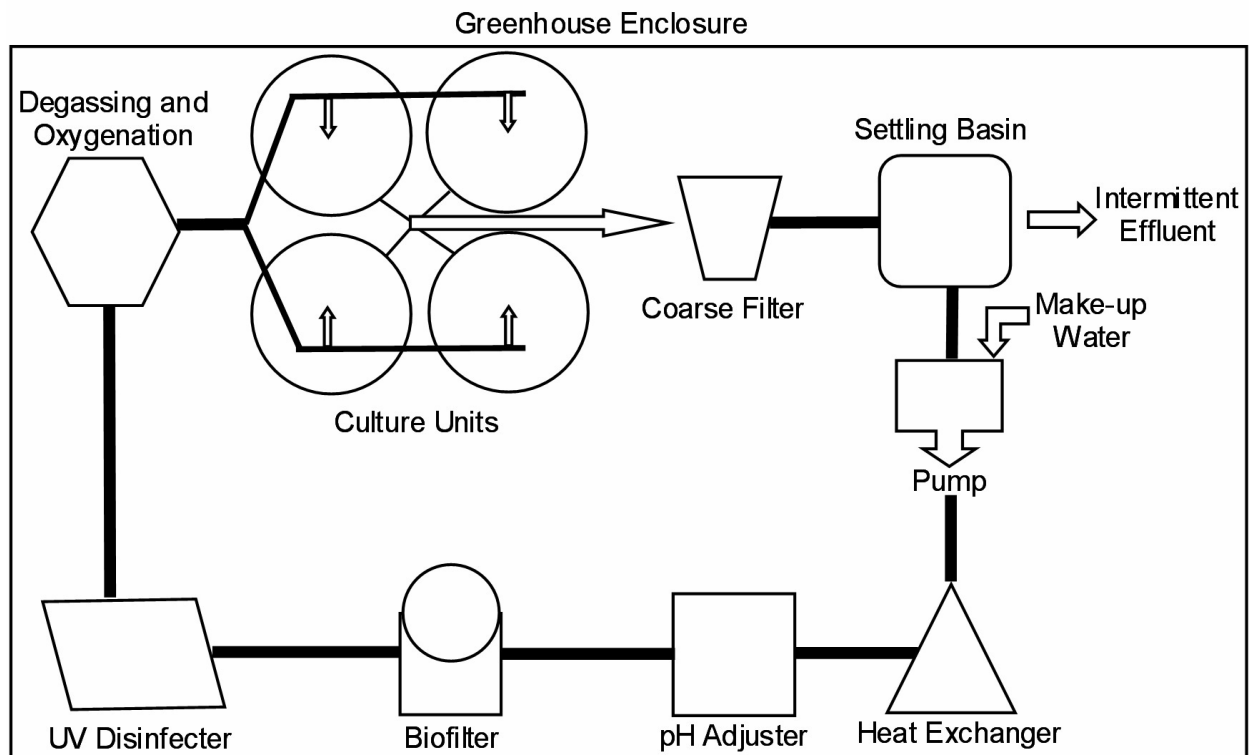 Greenhouse Enclosure
Degassing and
Oxygenation
Settling Basin
Intermittent
Effluent
Coarse Filter
Make-up
Water
Culture Units
Pump
UV Disinfecter
Biofilter
pH Adjuster
Heat Exchanger